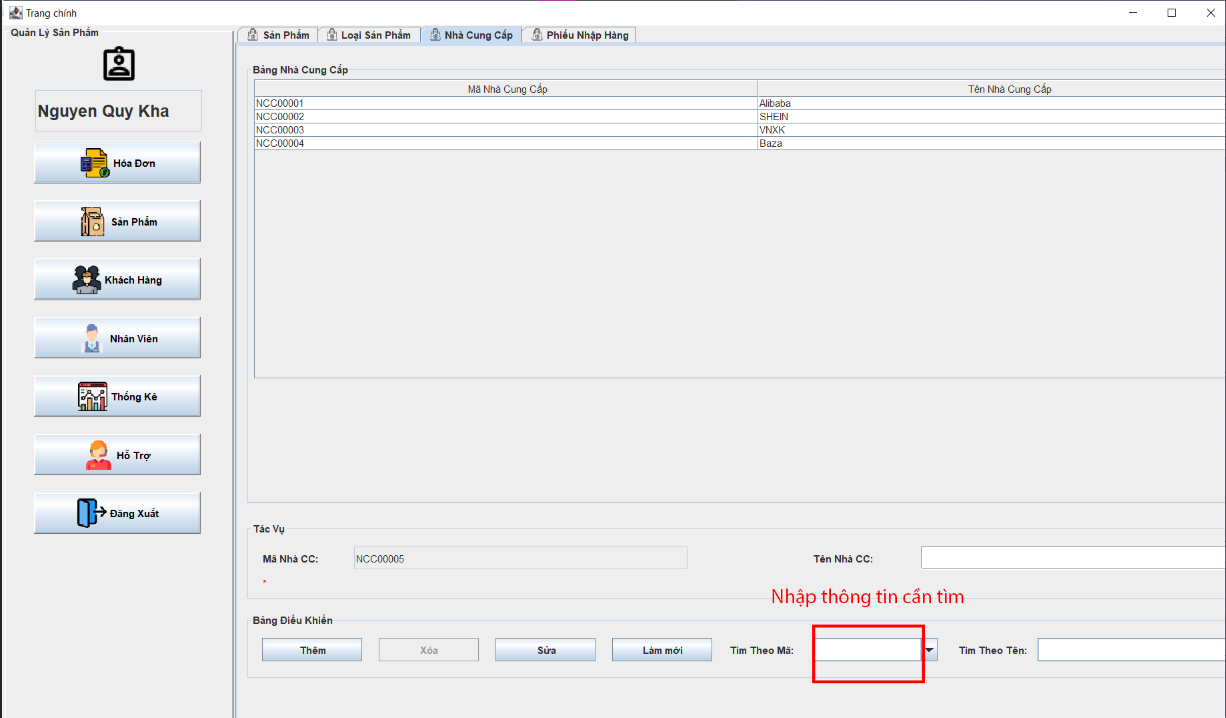 Trang chính
Quản Lý Sản Phẩm
Nguyen Quy Kha
Hóa Đơn
Sản Phẩm
Khách Hàng
Nhân Viên
Thống Kê
Hỗ Trợ
Đăng Xuất
Sản Phẩm Loại Sản Phẩm Nhà Cung Cấp Phiếu Nhập Hàng
Bảng Nhà Cung Cấp
Mã Nhà Cung Cấp Tên Nhà Cung Cấp
NCC00001 Alibaba
NCC00002 SHEIN
NCC00003 VNXK
NCC00004 Baza
Tác Vụ
Mã Nhà CC: NCC00005 Tên Nhà CC:
*
Nhập thông tin cần tìm
Bảng Điều Khiển
Thêm Xóa Sửa Làm mới Tìm Theo Mã: Tìm Theo Tên: